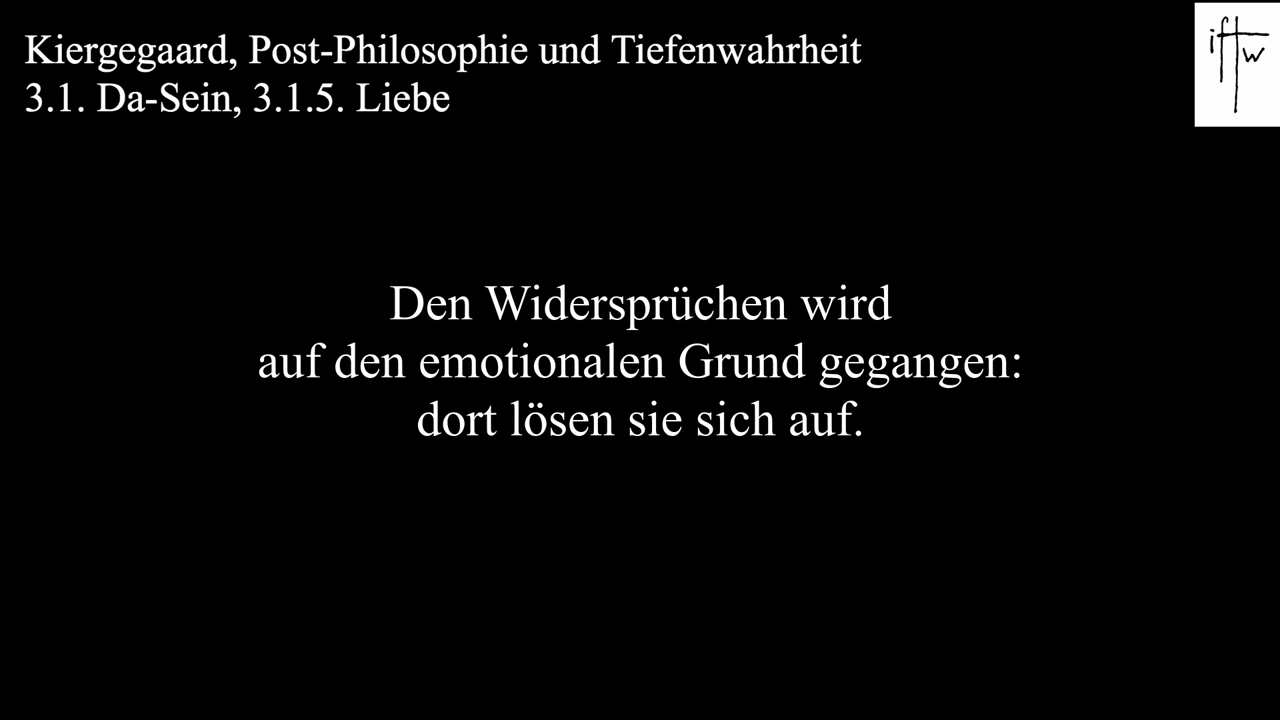 Kiergegaard, Post-Philosophie und Tiefenwahrheit
3.1. Da-Sein, 3.1.5. Liebe
iftw
Den Widersprüchen wird
auf den emotionalen Grund gegangen:
dort lösen sie sich auf.